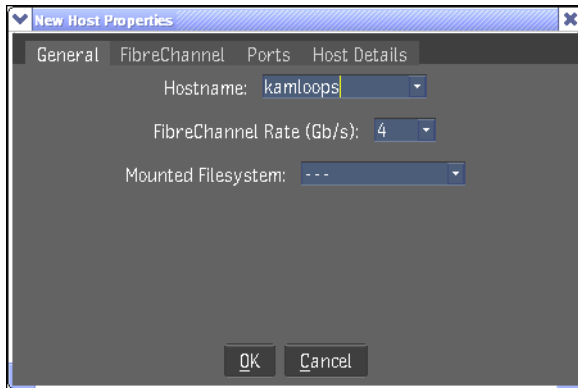 New Host Properties
General FibreChannel Ports Host Details
Hostname: kamloops
FibreChannel Rate (Gb/s): 4
Mounted Filesystem: ---
OK Cancel